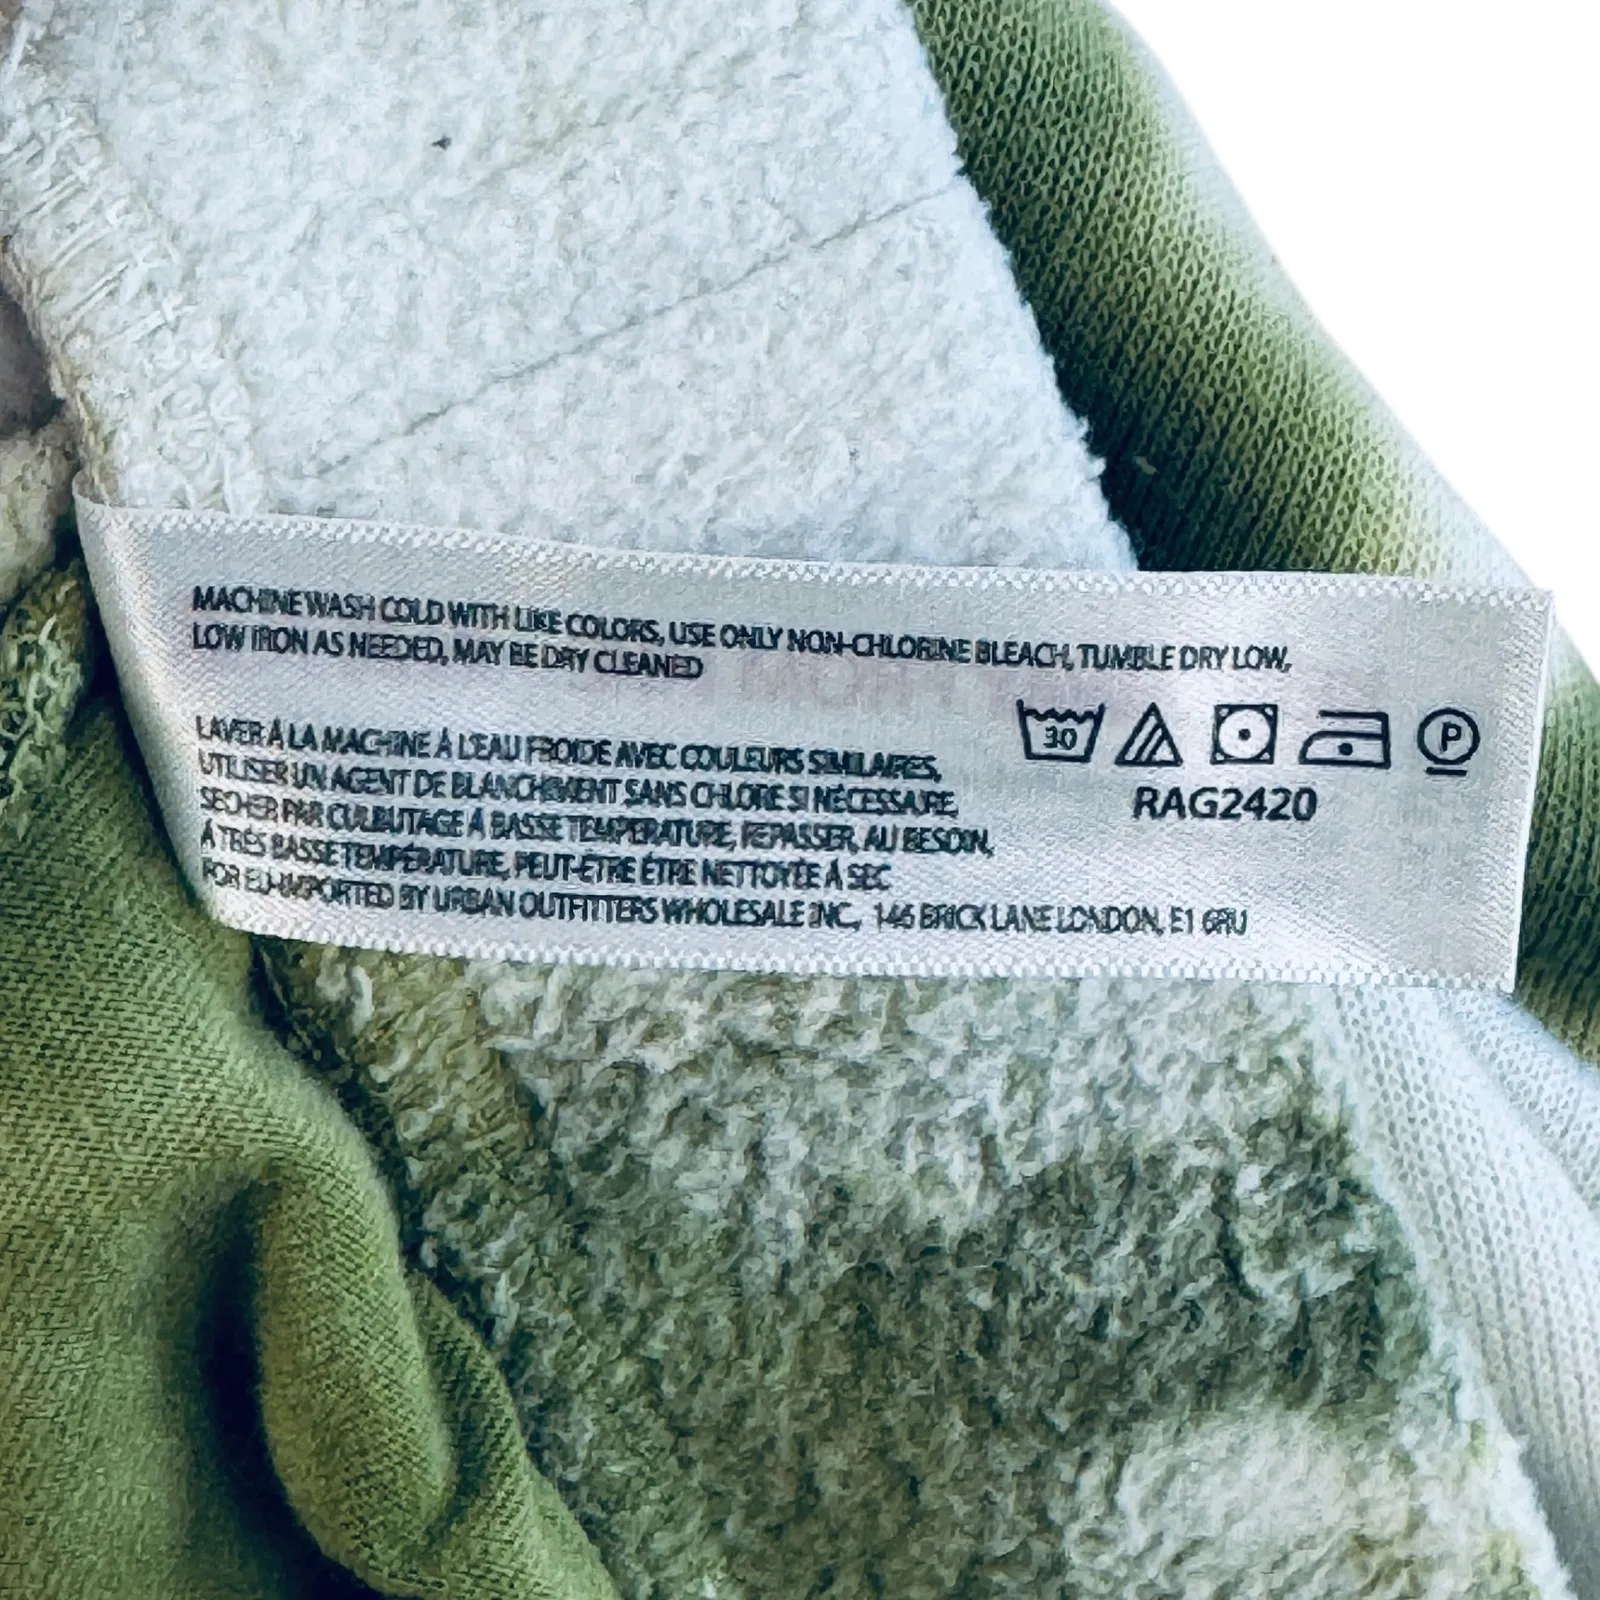 MACHINE WASH COLD WITH LIKE COLORS, USE ONLY NON-CHLORINE BLEACH, TUMBLE DRY LOW,
LOW IRON AS NEEDED, MAY BE DRY CLEANED
30
P
RAG2420
LAVER À LA MACHINE À L'EAU FROIDE AVEC COULEURS SIMILAIRES,
UTILISER UN AGENT DE BLANCHIMENT SANS CHLORE SI NÉCESSAIRE,
SECHER PAR CULBUTAGE À BASSE TEMPERATURE, REPASSER, AU BESOIN,
À TRÈS BASSE TEMPÉRATURE, PEUT-ÊTRE ÊTRE NETTOYÉE À SEC
FOR EU-IMPORTED BY URBAN OUTFITTERS WHOLESALE INC, 146 BRICK LANE LONDON, E1 6RU